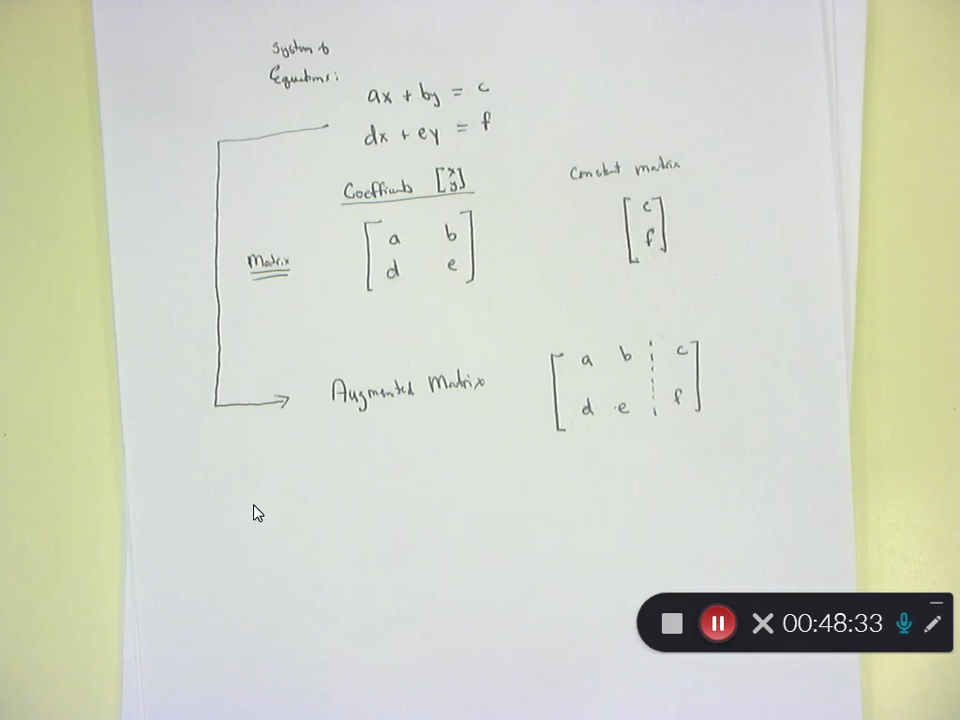 System of
Equations:
ax + by = c
dx + ey = f
Coefficients [x
y]
Constant matrix
[a b
d e]
[c
f]
Matrix
Augmented Matrix
[a b | c
d e | f]
00:48:33